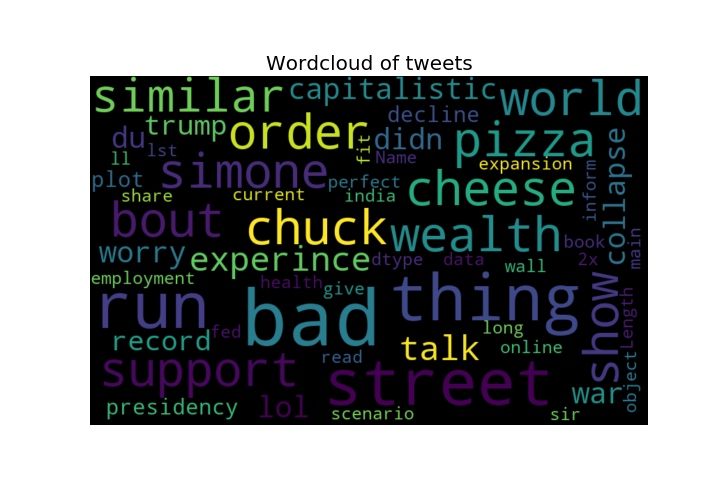 Wordcloud of tweets
similar capitalistic world
decline
trump order
du didn pizza
fit
ll lst Name expansion
simone
plot perfect inform collapse
share current india cheese
bout chuck wealth
book main
worry experince dtype data wall 2x
employment health give
run bad thing show
fed Length
record long
talk online
read object
support street war
presidency lol scenario sir